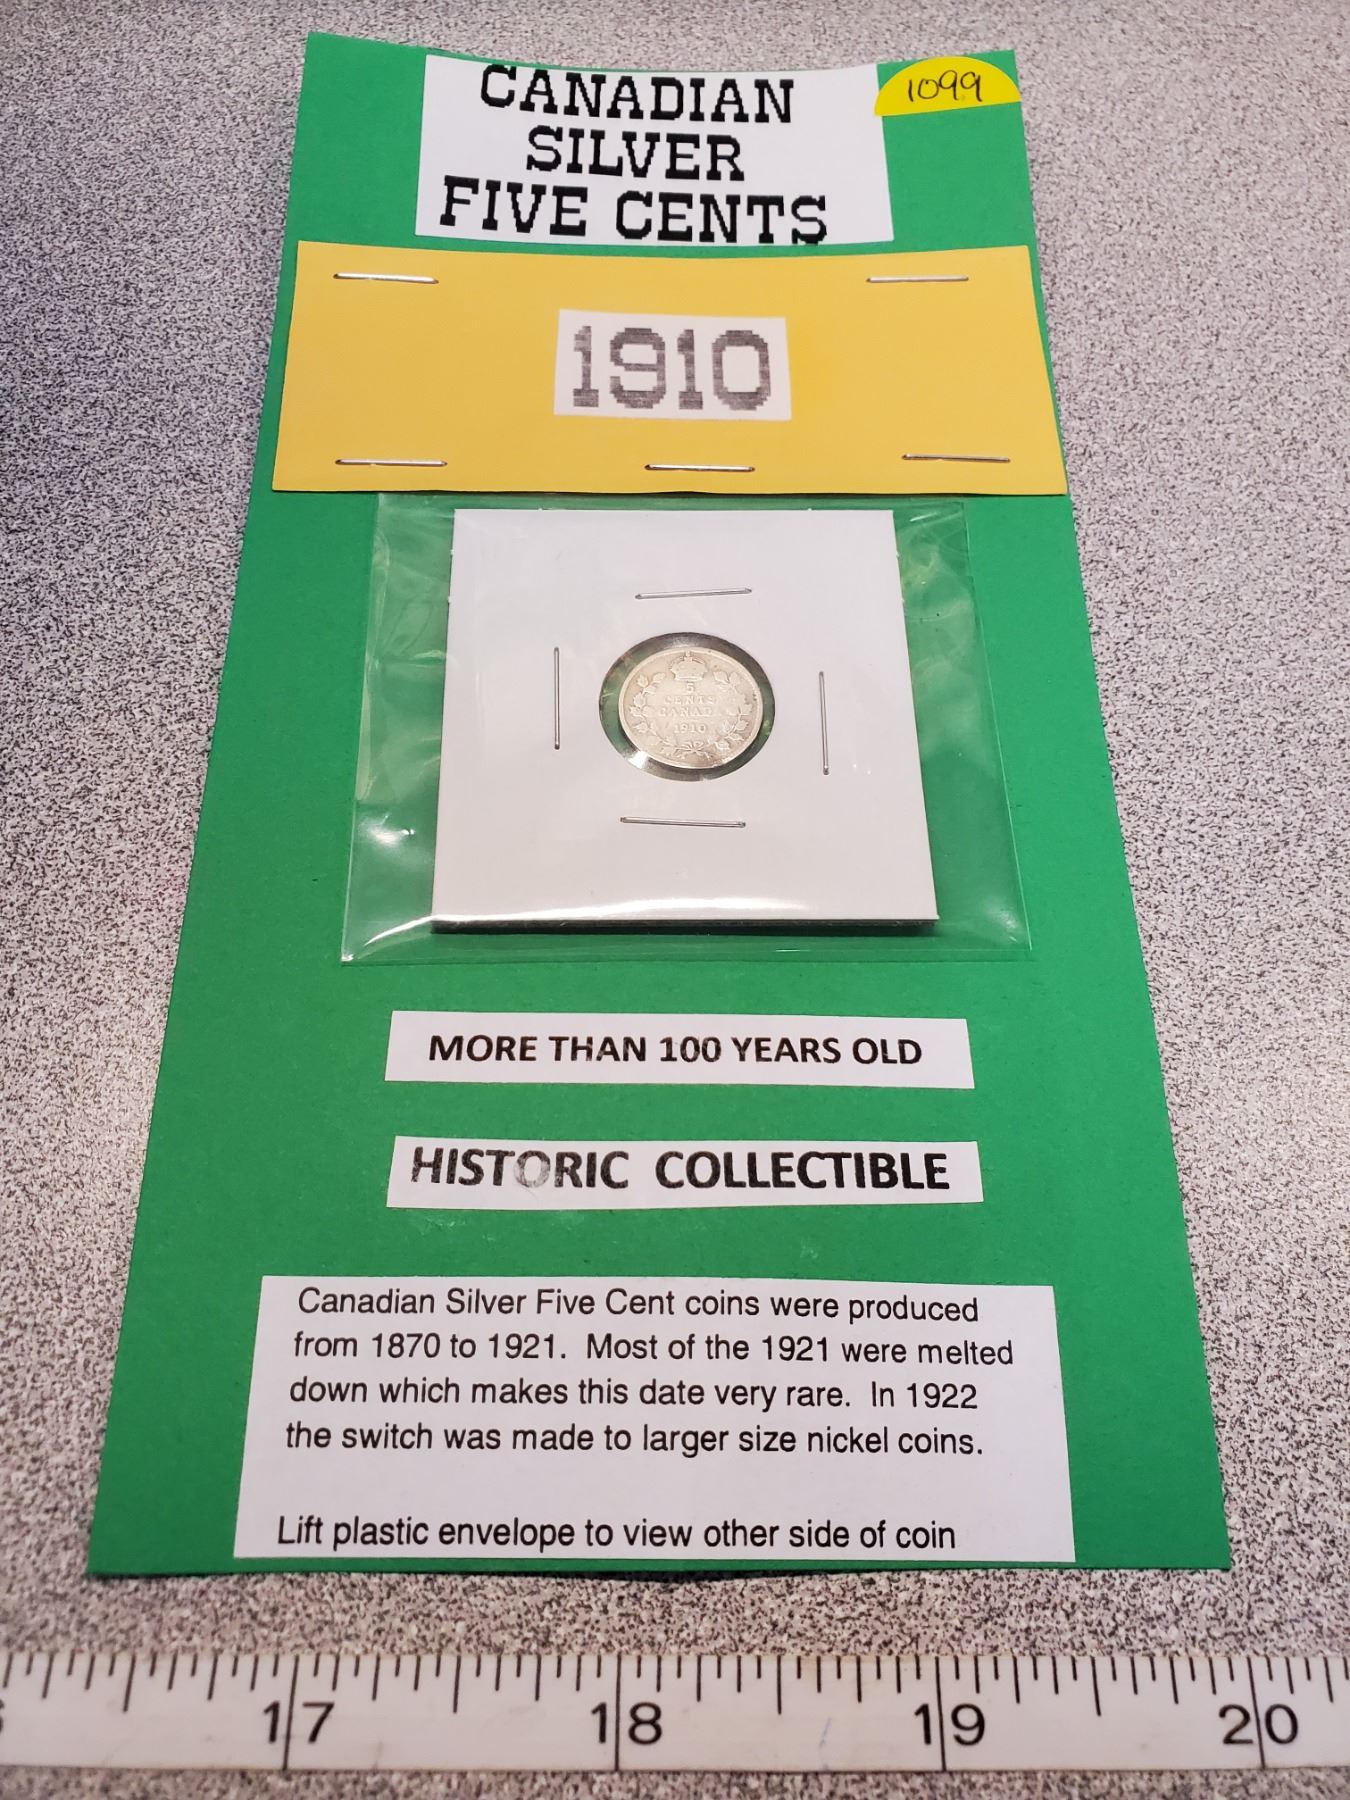 CANADIAN
SILVER
FIVE CENTS
1099
1910
5
CENTS
CANADA
1910
MORE THAN 100 YEARS OLD
HISTORIC COLLECTIBLE
Canadian Silver Five Cent coins were produced
from 1870 to 1921. Most of the 1921 were melted
down which makes this date very rare. In 1922
the switch was made to larger size nickel coins.
Lift plastic envelope to view other side of coin
17 18 19 20